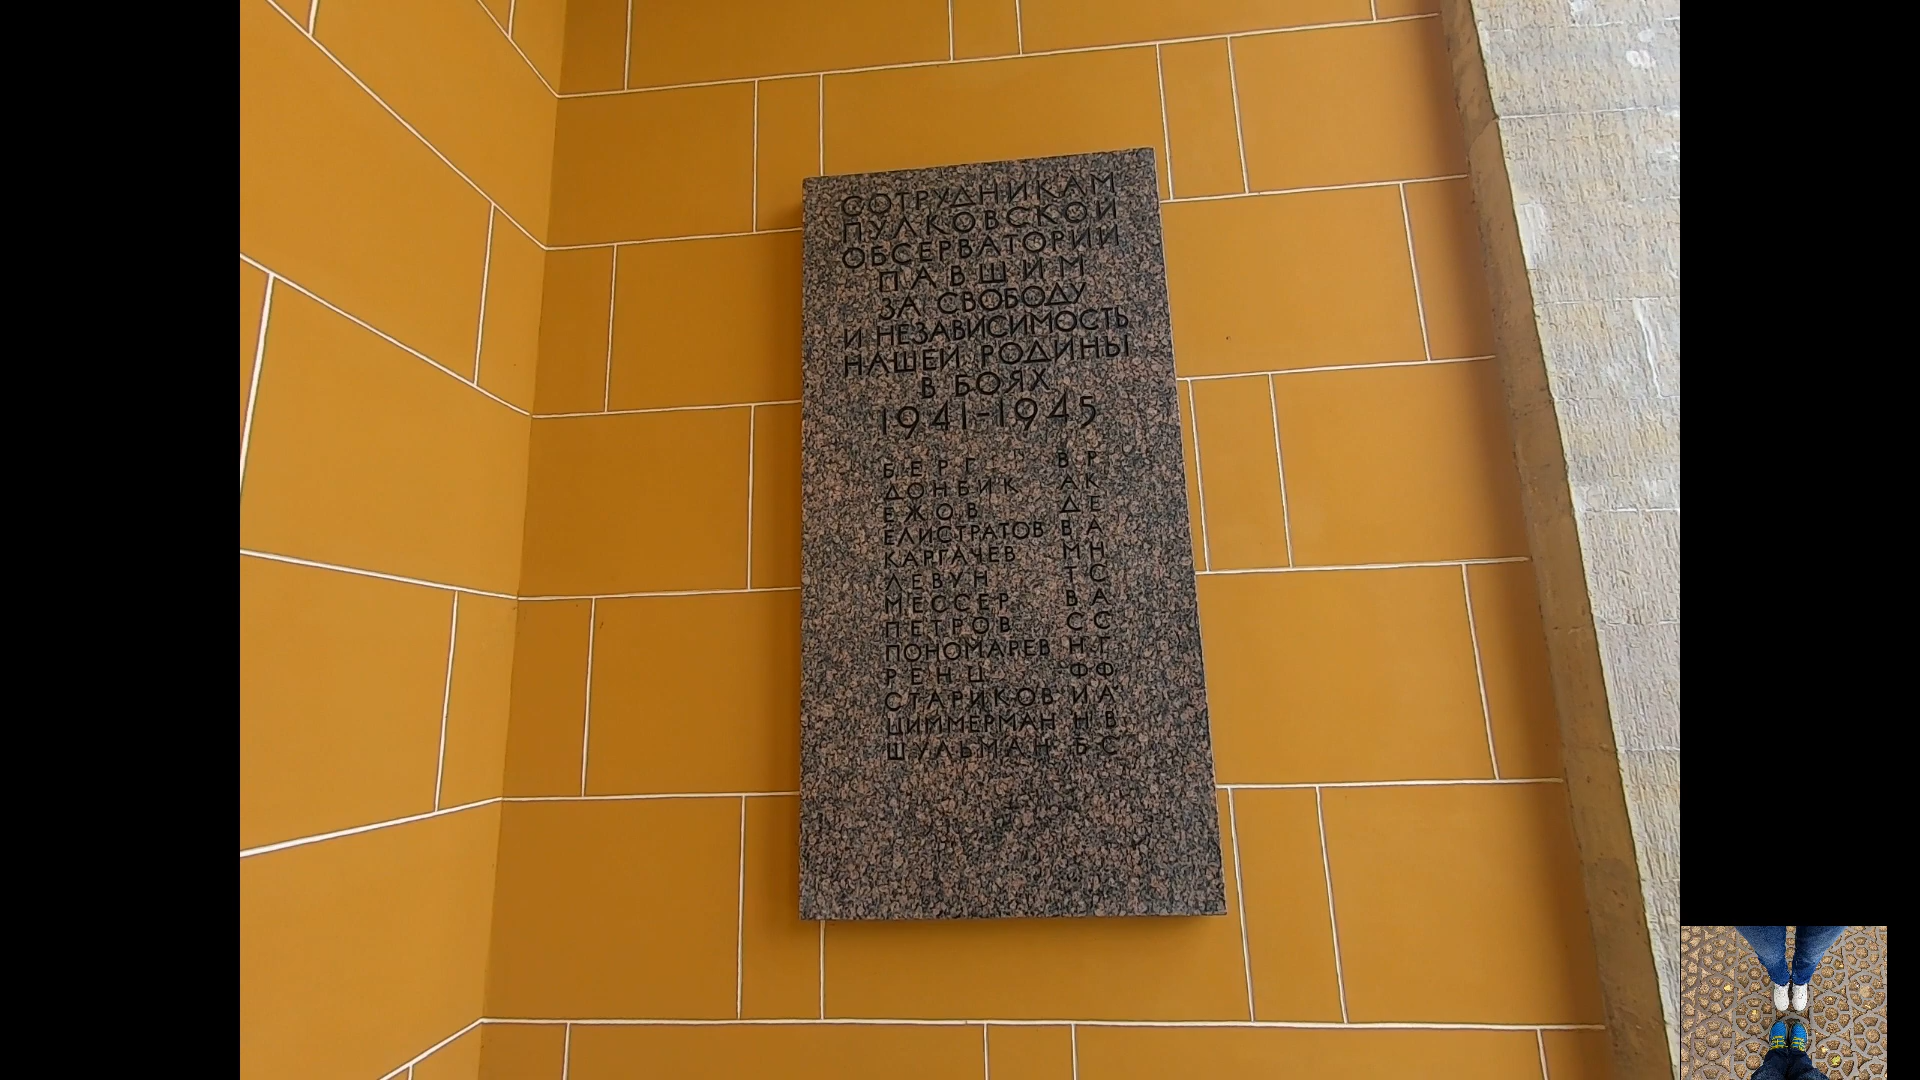 СОТРУДНИКАМ
ПУЛКОВСКОЙ
ОБСЕРВАТОРИИ
ПАВШИМ
ЗА СВОБОДУ
И НЕЗАВИСИМОСТЬ
НАШЕЙ РОДИНЫ
В БОЯХ
1941-1945
БЕРГ В Р
ДОНБИК А К
ЕЖОВ Д Е
ЕЛИСТРАТОВ В А
КАРГАЧЕВ М Н
ЛЕВУН Т С
МЕССЕР В А
ПЕТРОВ С С
ПОНОМАРЕВ Н Т
РЕНЦ Ф Ф
СТАРИКОВ И А
ЦИММЕРМАН Н В
ШУЛЬМАН Б С